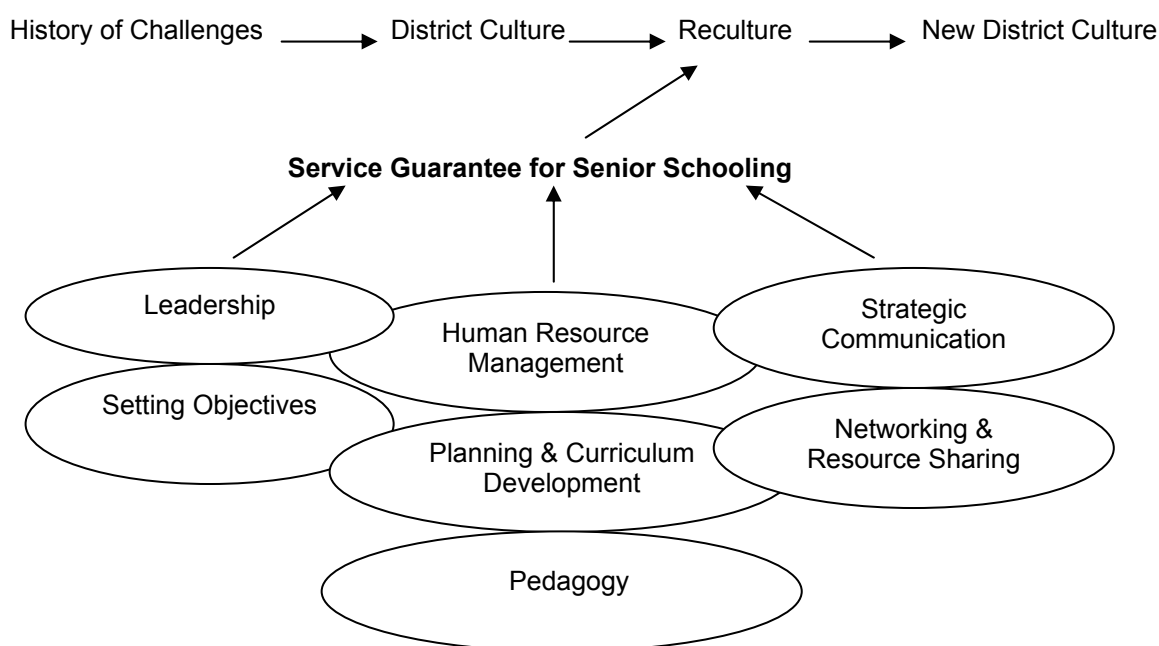 History of Challenges District Culture Reculture New District Culture
Service Guarantee for Senior Schooling
Leadership
Human Resource
Management
Strategic
Communication
Setting Objectives
Planning & Curriculum
Development
Networking &
Resource Sharing
Pedagogy